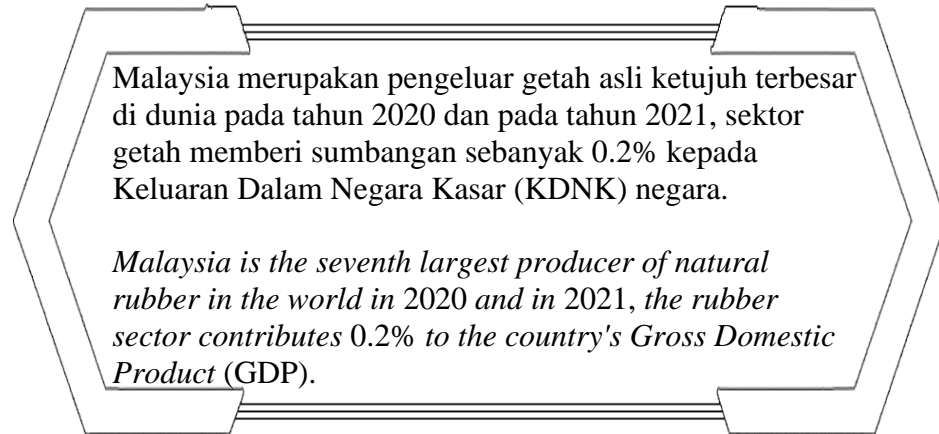 Malaysia merupakan pengeluar getah asli ketujuh terbesar
di dunia pada tahun 2020 dan pada tahun 2021, sektor
getah memberi sumbangan sebanyak 0.2% kepada
Keluaran Dalam Negara Kasar (KDNK) negara.
Malaysia is the seventh largest producer of natural
rubber in the world in 2020 and in 2021, the rubber
sector contributes 0.2% to the country's Gross Domestic
Product (GDP).